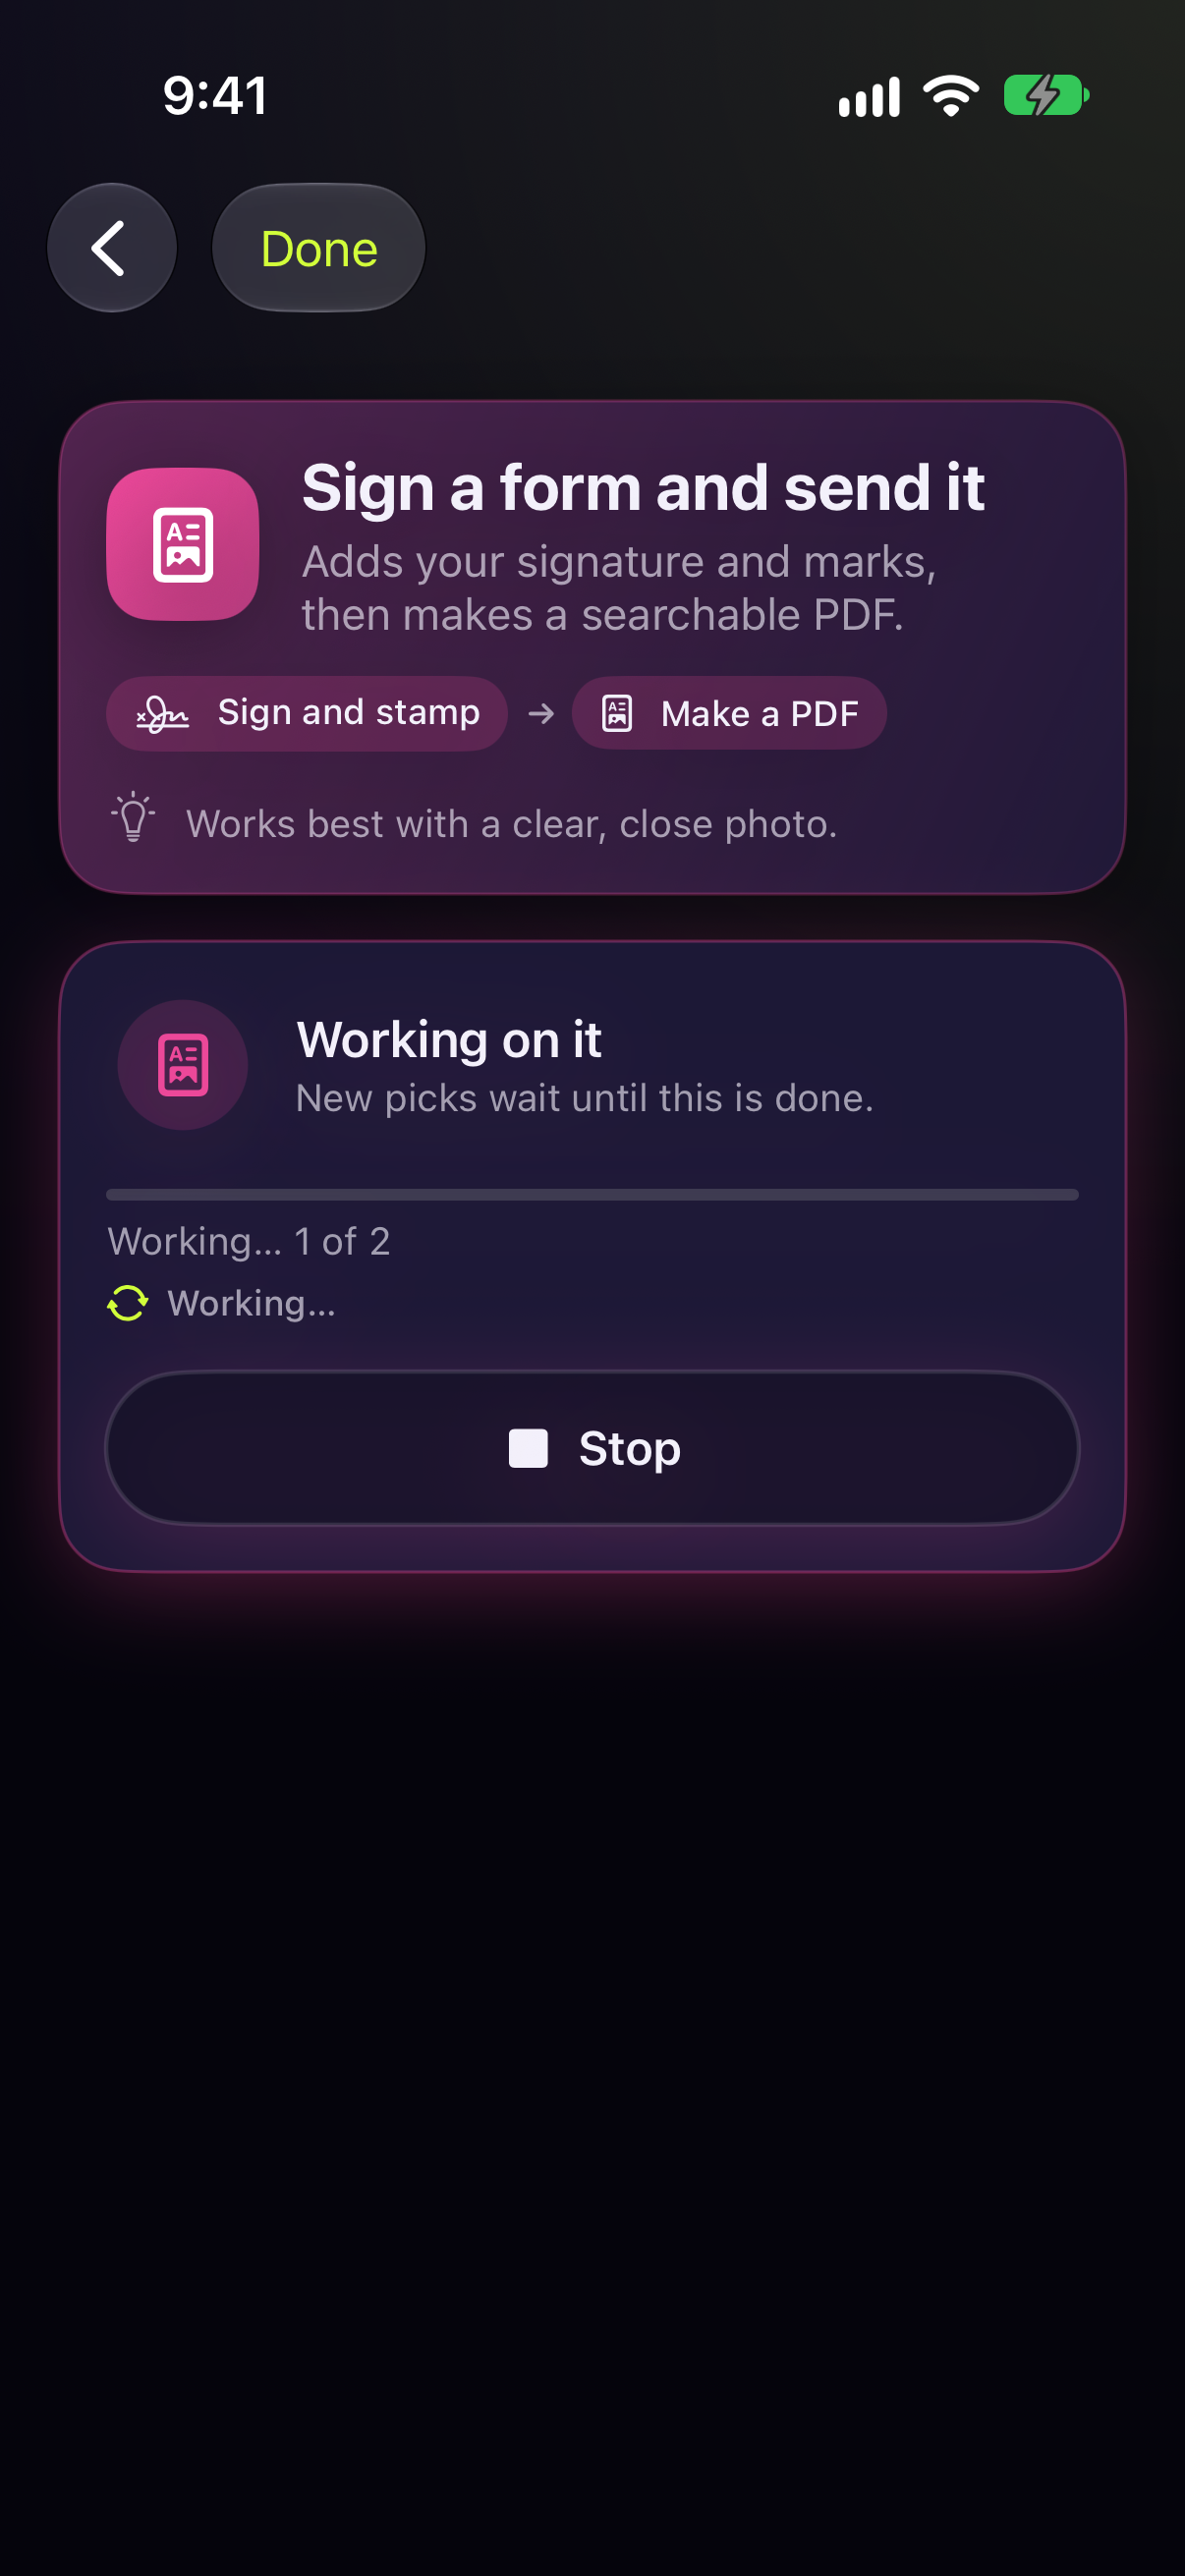 9:41
Done
Sign a form and send it
Adds your signature and marks,
then makes a searchable PDF.
Sign and stamp → Make a PDF
Works best with a clear, close photo.
Working on it
New picks wait until this is done.
Working... 1 of 2
Working...
Stop